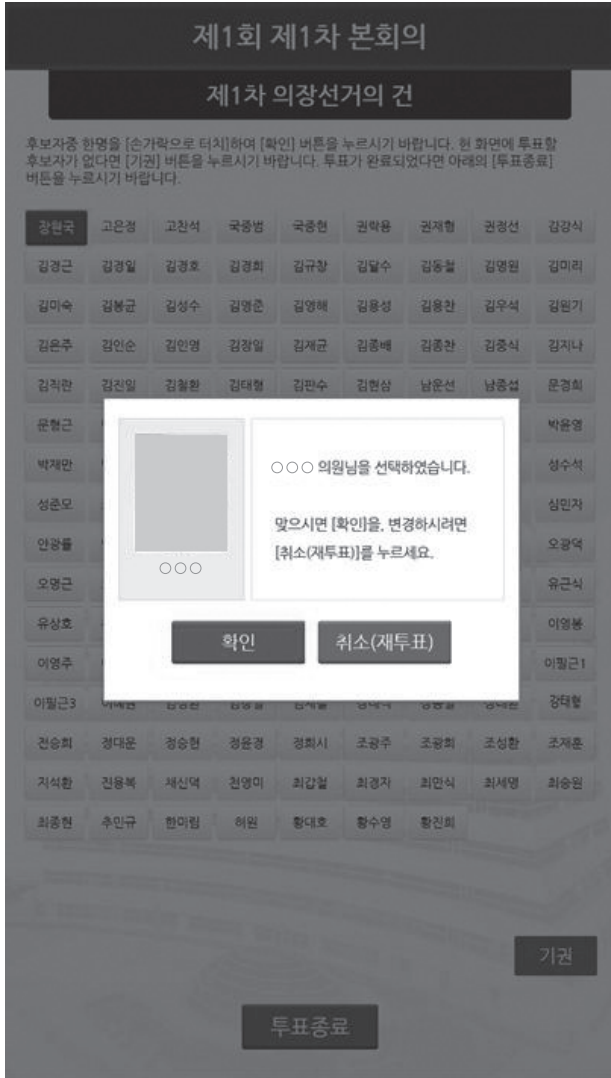 제1회 제1차 본회의
제1차 의장선거의 건
후보자중 한명을 [손가락으로 터치]하여 [확인] 버튼을 누르시기 바랍니다. 현 화면에 투표할
후보자가 없다면 [기권] 버튼을 누르시기 바랍니다. 투표가 완료되었다면 아래의 [투표종료]
버튼을 누르시기 바랍니다.
장현국 고은정 고찬석 국중범 국중현 권락용 권재형 권정선 김강식
김경근 김경일 김경호 김경희 김규창 김달수 김동철 김명원 김미리
김미숙 김봉균 김성수 김영준 김영해 김용성 김용찬 김우석 김원기
김은주 김인순 김인영 김장일 김재균 김종배 김종찬 김중식 김지나
김직란 김진일 김철환 김태형 김판수 김현삼 남운선 남종섭 문경희
문형근 박윤영
박재만 성수석
성준모 심민자
안광률 오광덕
오명근 유근식
유상호 이영봉
이영주 이필근1
이필근3
전승희 정대운 정승현 정윤경 정희시 조광주 조광희 조성환 조재훈
지석환 진용복 채신덕 천영미 최갑철 최경자 최만식 최세명 최승원
최종현 추민규 한미림 허원 황대호 황수영 황진희
○○○
○○○ 의원님을 선택하였습니다.
맞으시면 [확인]을, 변경하시려면
[취소(재투표)]를 누르세요.
확인 취소(재투표)
기권
투표종료